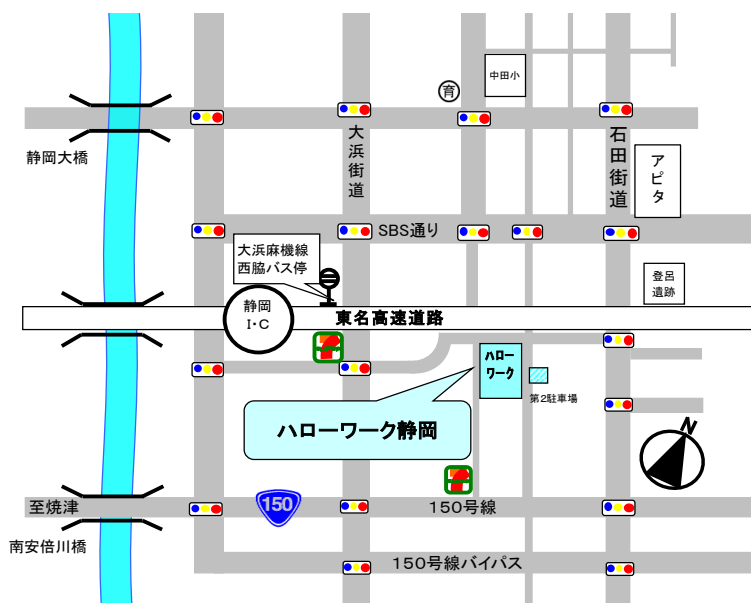 中田小
育
静岡大橋
大浜街道
石田街道
アピタ
SBS通り
大浜麻機線
西脇バス停
登呂
遺跡
静岡
I・C
東名高速道路
ハロー
ワーク
第2駐車場
ハローワーク静岡
N
至焼津
150
150号線
南安倍川橋
150号線バイパス